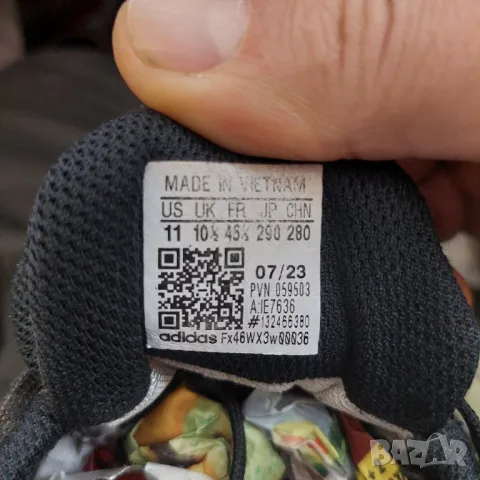 MADE IN VIETNAM
US UK FR JP CHN
11 10½ 45⅓ 290 280
07/23
PVN 059503
A:IE7636
#132466380
adidas Fx46WX3w00036
BAZAR